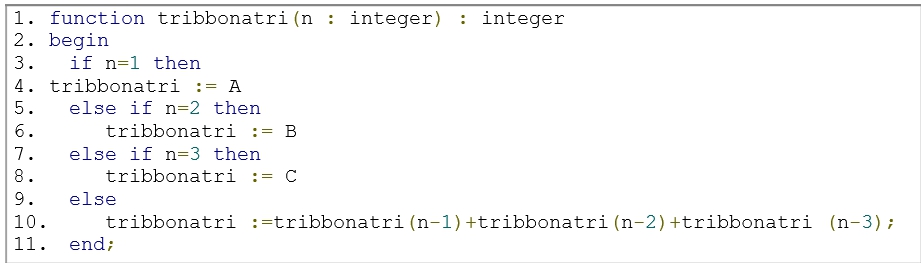 1. function tribbonatri(n : integer) : integer
2. begin
3.   if n=1 then
4. tribbonatri := A
5.   else if n=2 then
6.      tribbonatri := B
7.   else if n=3 then
8.      tribbonatri := C
9.   else
10.     tribbonatri :=tribbonatri(n-1)+tribbonatri(n-2)+tribbonatri (n-3);
11.  end;